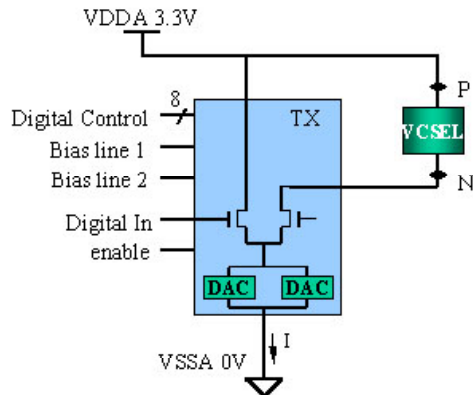 VDDA 3.3V
8
TX
P
Digital Control
VCSEL
Bias line 1
Bias line 2
N
Digital In
enable
DAC DAC
I
VSSA 0V